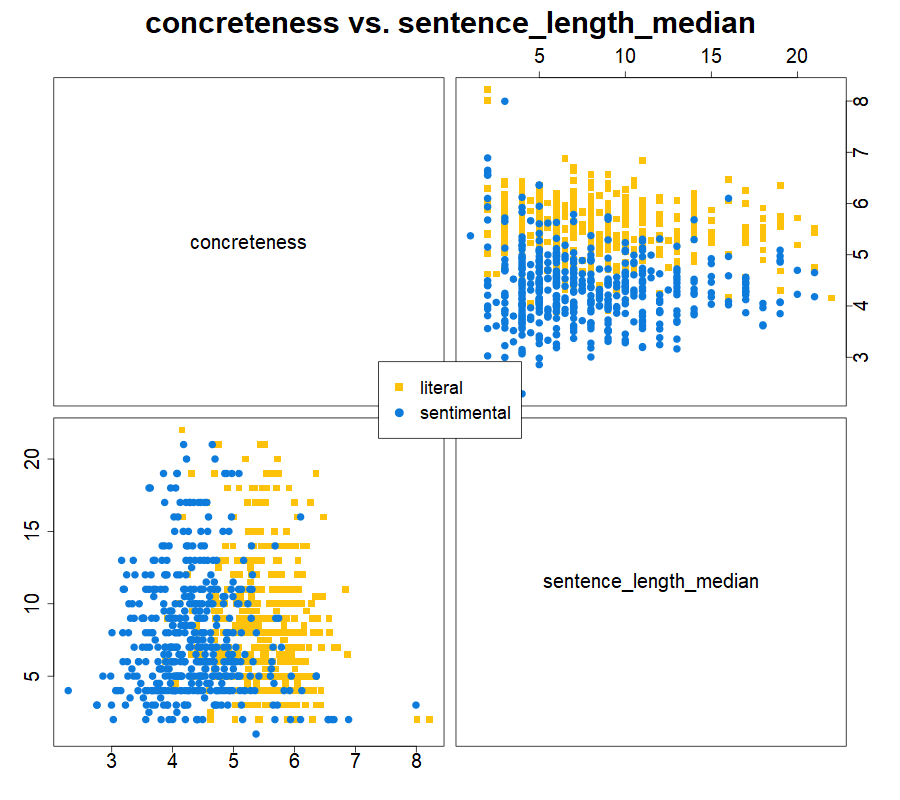 concreteness vs. sentence_length_median
5 10 15 20
concreteness
3 4 5 6 7 8
literal
sentimental
5 10 15 20
sentence_length_median
3 4 5 6 7 8